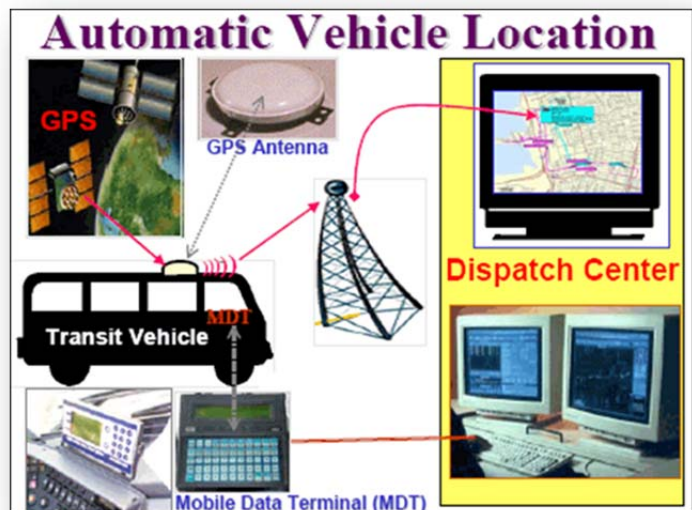 Automatic Vehicle Location
GPS
GPS Antenna
Dispatch Center
MDT
Transit Vehicle
Mobile Data Terminal (MDT)